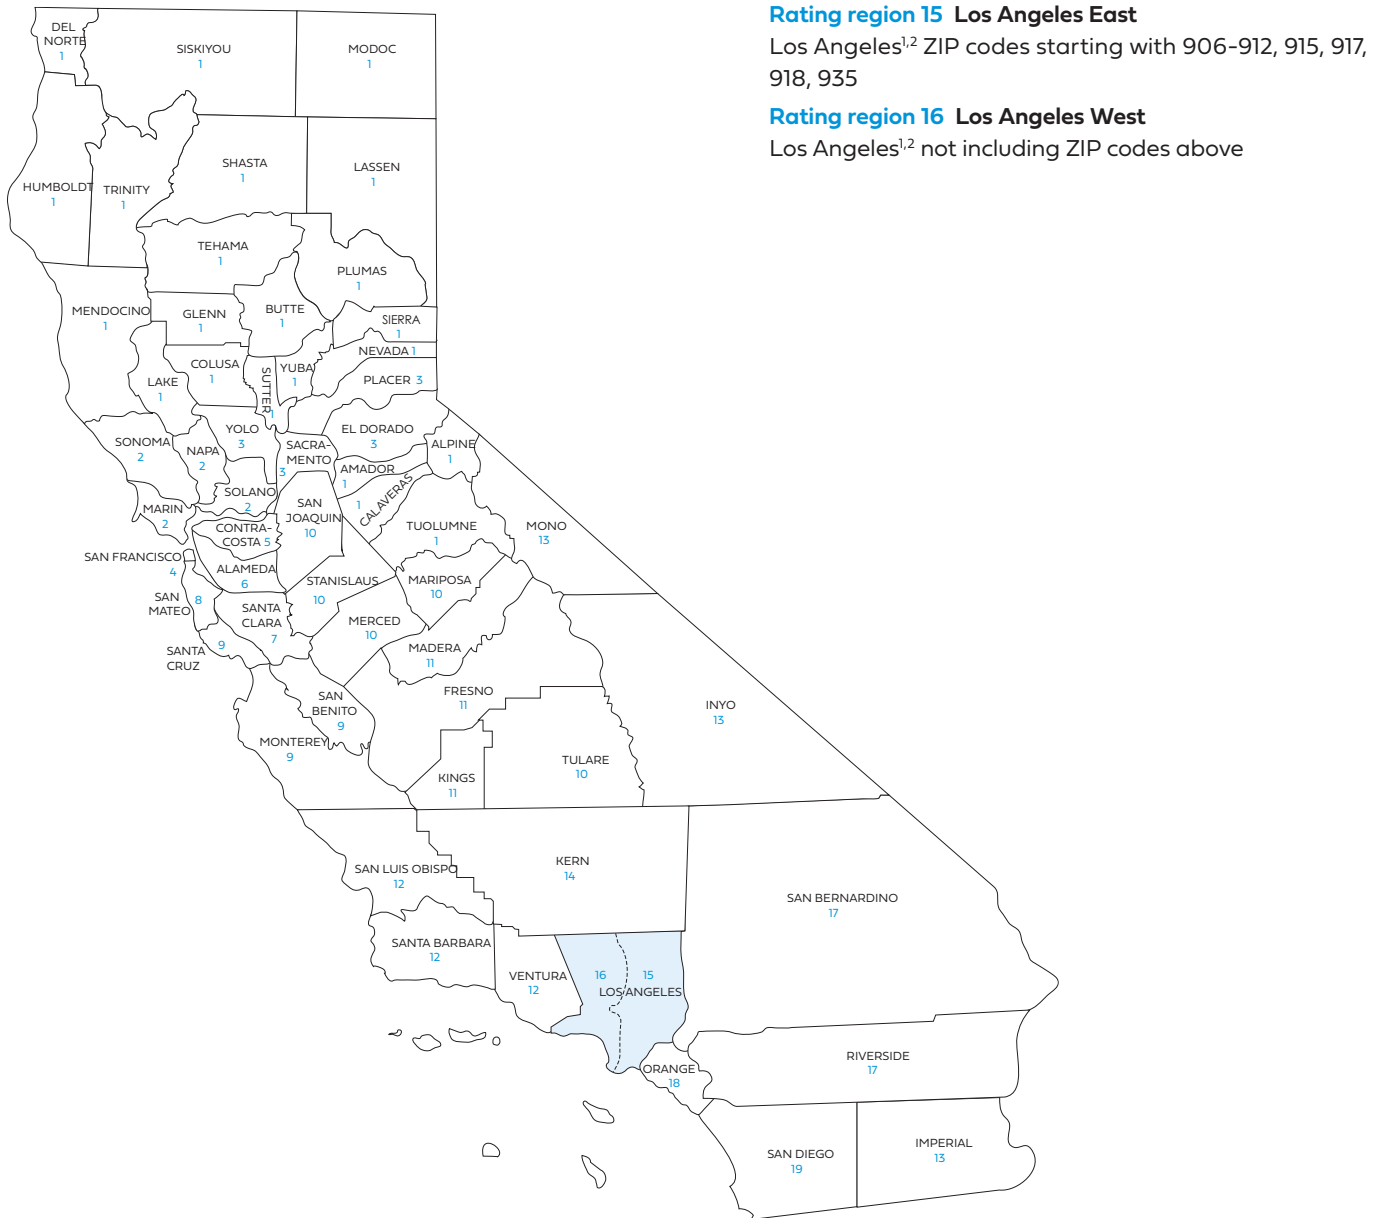 Rating region 15 Los Angeles East
Los Angeles1,2 ZIP codes starting with 906-912, 915, 917,
918, 935
Rating region 16 Los Angeles West
Los Angeles1,2 not including ZIP codes above
DEL
NORTE
1
SISKIYOU
1
MODOC
1
HUMBOLDT
1
TRINITY
1
SHASTA
1
LASSEN
1
TEHAMA
1
PLUMAS
1
MENDOCINO
1
GLENN
1
BUTTE
1
SIERRA
1
NEVADA 1
COLUSA
1
SUTTER
1
YUBA
1
PLACER 3
LAKE
1
SONOMA
2
NAPA
2
YOLO
3
SACRA-
MENTO
3
EL DORADO
3
ALPINE
1
AMADOR
1
CALAVERAS
1
SOLANO
2
MARIN
2
SAN
JOAQUIN
10
CONTRA-
COSTA 5
TUOLUMNE
1
MONO
13
SAN FRANCISCO
4
ALAMEDA
6
STANISLAUS
10
MARIPOSA
10
SAN
MATEO
8
SANTA
CLARA
7
MERCED
10
SANTA
CRUZ
9
MADERA
11
FRESNO
11
SAN
BENITO
9
INYO
13
MONTEREY
9
KINGS
11
TULARE
10
SAN LUIS OBISPO
12
KERN
14
SAN BERNARDINO
17
SANTA BARBARA
12
VENTURA
12
16
15
LOS ANGELES
ORANGE
18
RIVERSIDE
17
SAN DIEGO
19
IMPERIAL
13